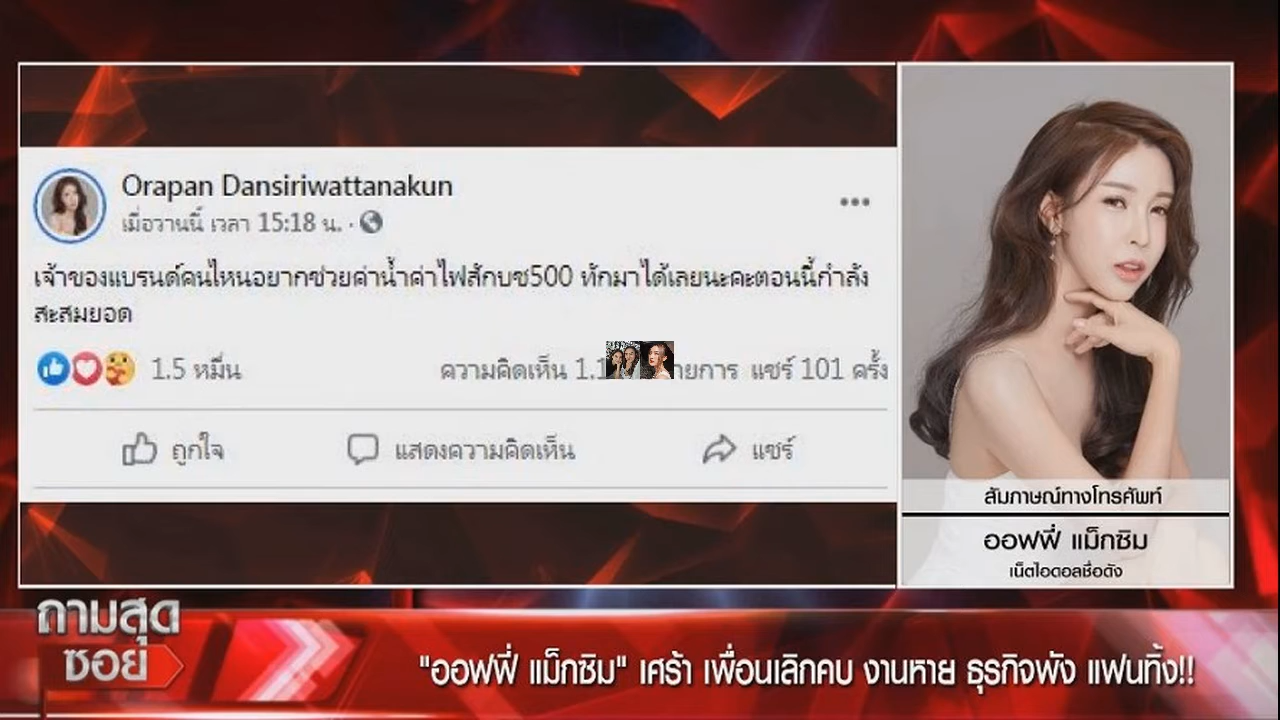 Orapan Dansiriwattanakun
เมื่อวานนี้ เวลา 15:18 น. ·
เจ้าของแบรนด์คนไหนอยากช่วยค่าน้ำค่าไฟสักบช500 ทักมาได้เลยนะคะตอนนี้กำลัง
สะสมยอด
1.5 หมื่น
ความคิดเห็น แชร์ 101 ครั้ง
ถูกใจ
แสดงความคิดเห็น
แชร์
สัมภาษณ์ทางโทรศัพท์
ออฟฟี่ แม็กซิม
เน็ตไอดอลชื่อดัง
ถามสุด
ซอย
"ออฟฟี่ แม็กซิม" เศร้า เพื่อนเลิกคบ งานหาย ธุรกิจพัง แฟนทิ้ง!!